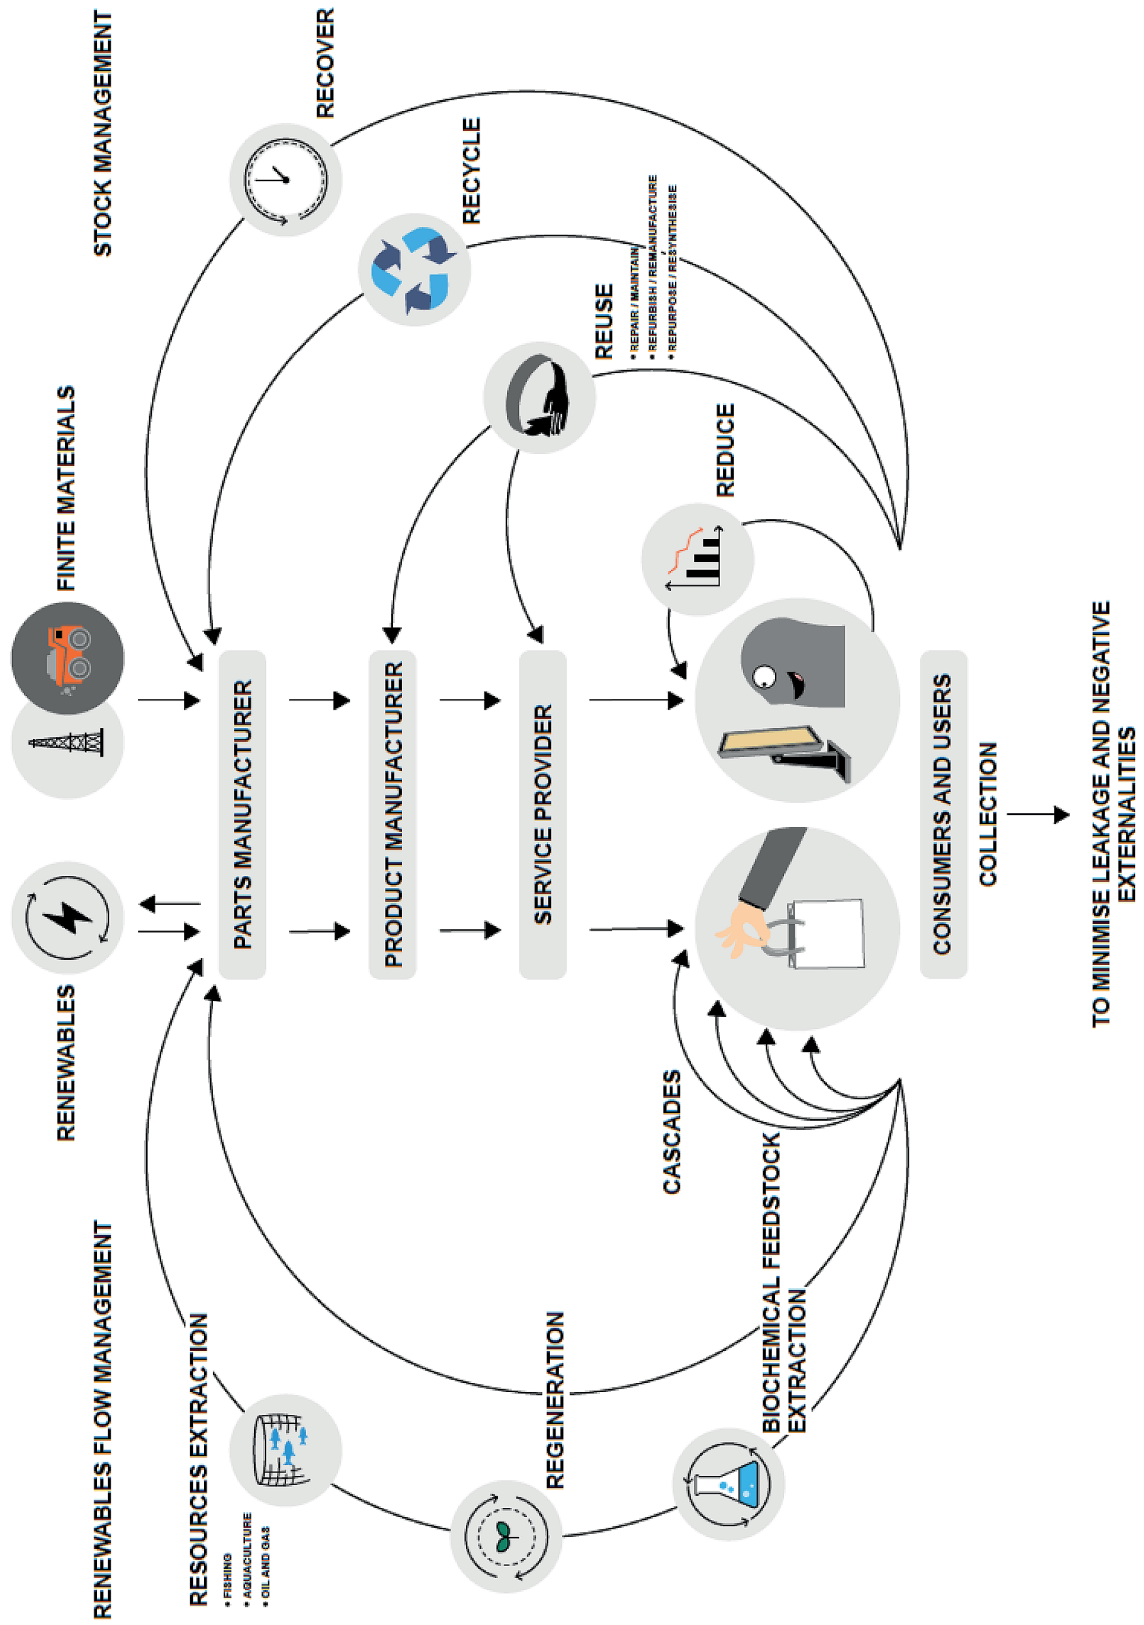 RENEWABLES FLOW MANAGEMENT
RENEWABLES
FINITE MATERIALS
STOCK MANAGEMENT
RESOURCES EXTRACTION
• FISHING
• AQUACULTURE
• OIL AND GAS
PARTS MANUFACTURER
RECOVER
PRODUCT MANUFACTURER
RECYCLE
REGENERATION
SERVICE PROVIDER
REUSE
• REPAIR / MAINTAIN
• REFURBISH / REMANUFACTURE
• REPURPOSE / RESYNTHESISE
CASCADES
REDUCE
BIOCHEMICAL FEEDSTOCK
EXTRACTION
CONSUMERS AND USERS
COLLECTION
TO MINIMISE LEAKAGE AND NEGATIVE
EXTERNALITIES